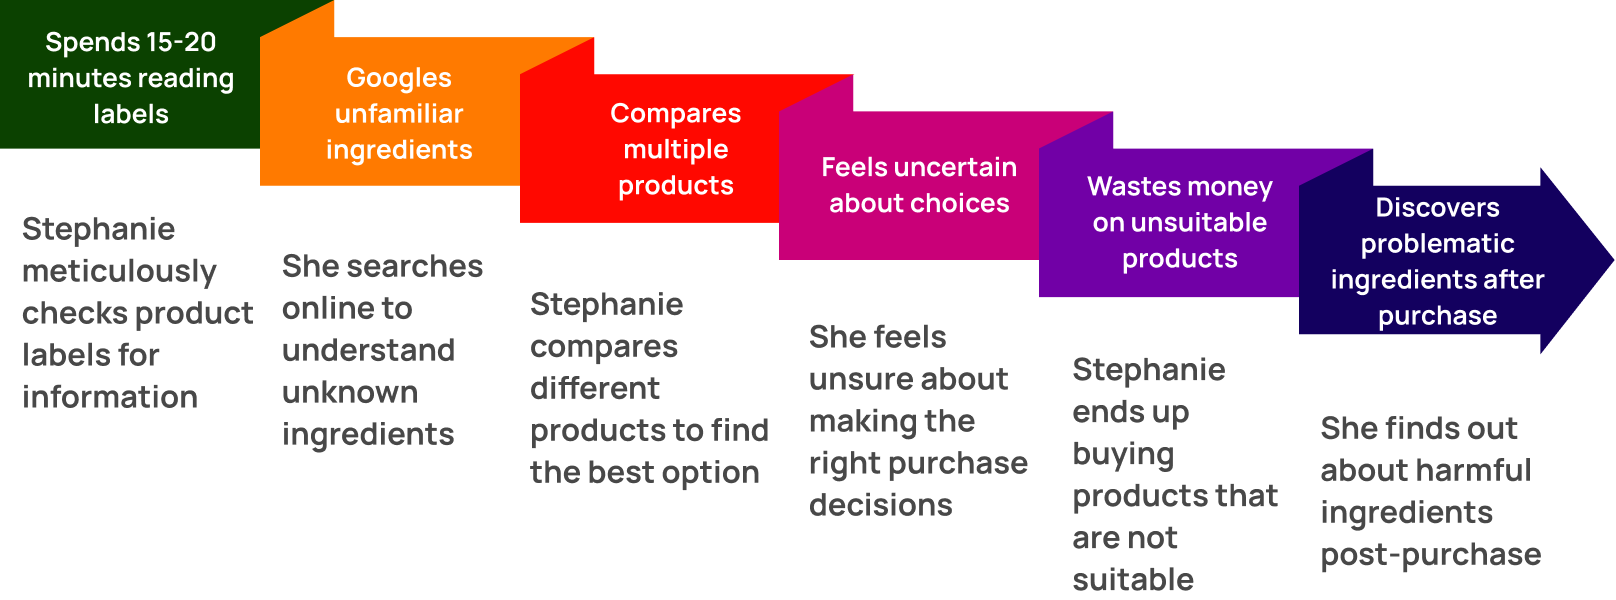 Spends 15-20
minutes reading
labels
Stephanie
meticulously
checks product
labels for
information
Googles
unfamiliar
ingredients
She searches
online to
understand
unknown
ingredients
Compares
multiple
products
Stephanie
compares
different
products to find
the best option
Feels uncertain
about choices
She feels
unsure about
making the
right purchase
decisions
Wastes money
on unsuitable
products
Stephanie
ends up
buying
products that
are not
suitable
Discovers
problematic
ingredients after
purchase
She finds out
about harmful
ingredients
post-purchase